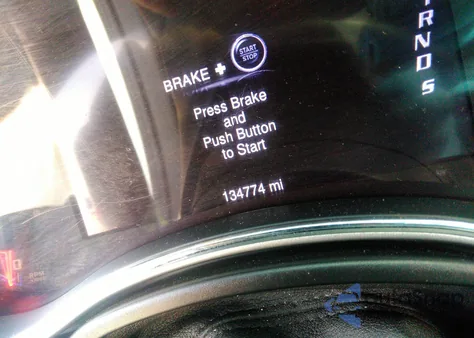 BRAKE + START
STOP
Press Brake
and
Push Button
to Start
134774 mi
R
N
D
S